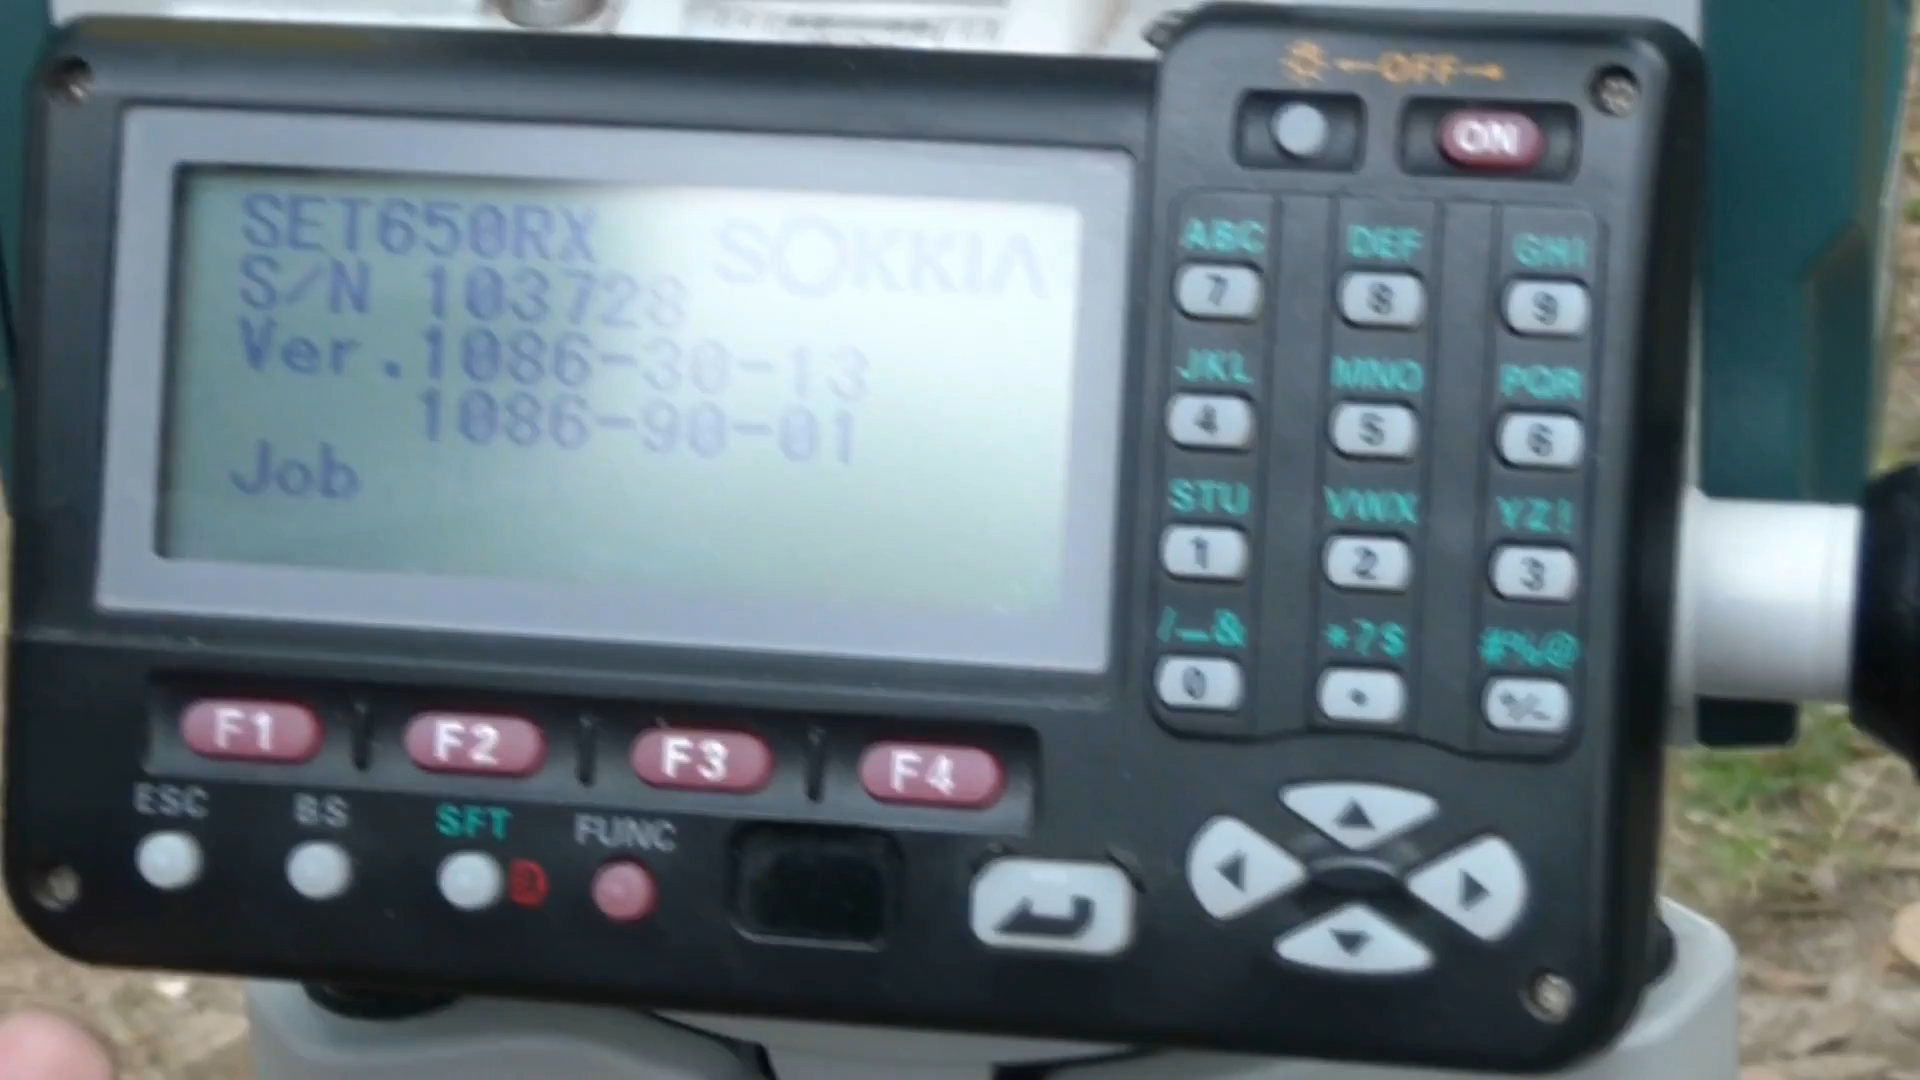 SET650RX SOKKIA
S/N 103728
Ver.1086-30-13
1086-90-01
Job
OFF
ON
ABC DEF GHI
7 8 9
JKL MNO PQR
4 5 6
STU VWX YZ!
1 2 3
/_& *?$ #%@
0 . +/-
F1 F2 F3 F4
ESC BS SFT FUNC